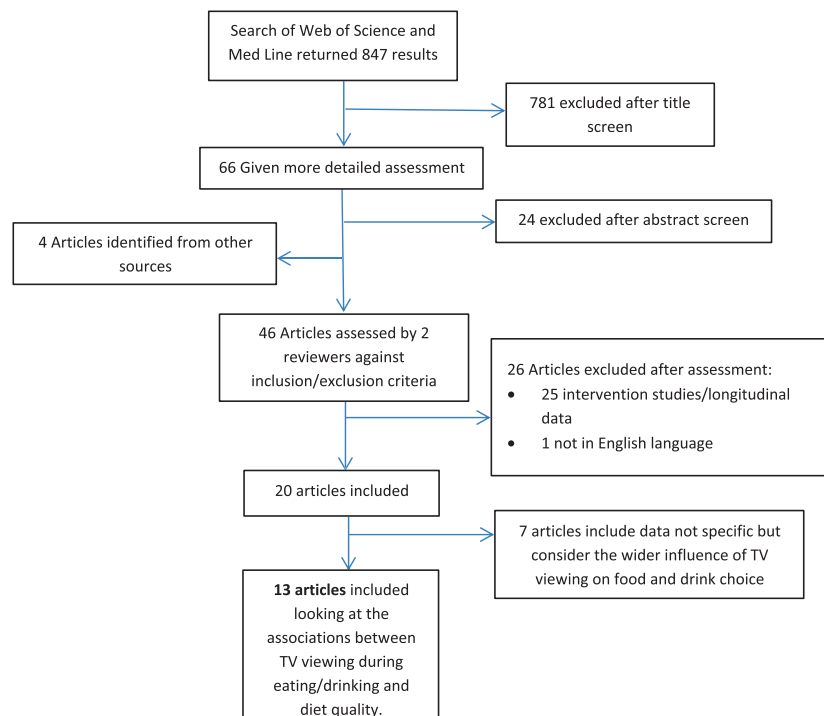 Search of Web of Science and
Med Line returned 847 results
781 excluded after title
screen
66 Given more detailed assessment
24 excluded after abstract screen
4 Articles identified from other
sources
46 Articles assessed by 2
reviewers against
inclusion/exclusion criteria
26 Articles excluded after assessment:
• 25 intervention studies/longitudinal
data
• 1 not in English language
20 articles included
7 articles include data not specific but
consider the wider influence of TV
viewing on food and drink choice
13 articles included
looking at the
associations between
TV viewing during
eating/drinking and
diet quality.